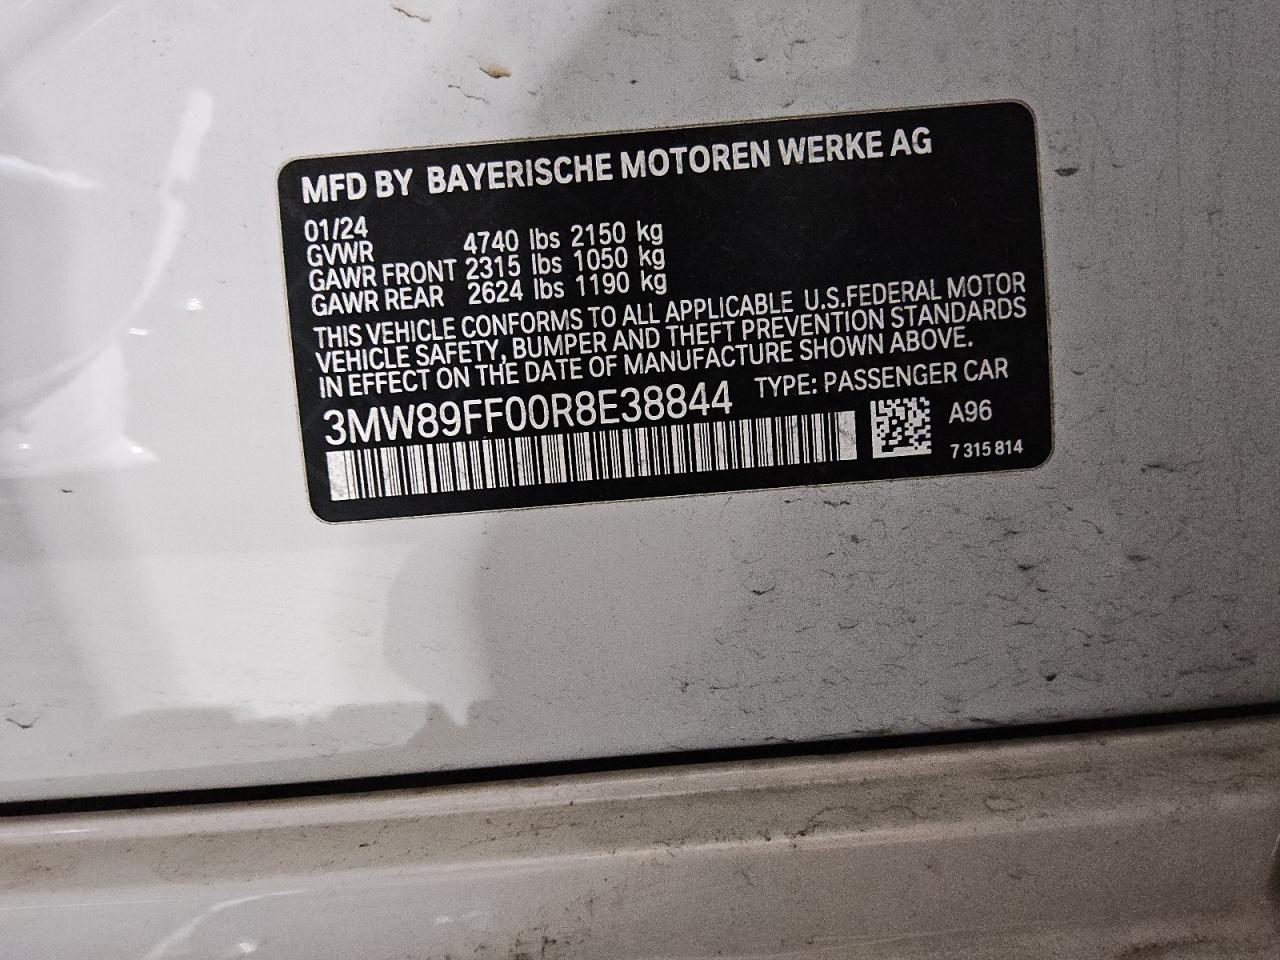 MFD BY BAYERISCHE MOTOREN WERKE AG
01/24
GVWR 4740 lbs 2150 kg
GAWR FRONT 2315 lbs 1050 kg
GAWR REAR 2624 lbs 1190 kg
THIS VEHICLE CONFORMS TO ALL APPLICABLE U.S.FEDERAL MOTOR
VEHICLE SAFETY, BUMPER AND THEFT PREVENTION STANDARDS
IN EFFECT ON THE DATE OF MANUFACTURE SHOWN ABOVE.
3MW89FF00R8E38844 TYPE: PASSENGER CAR
A96
7 315 814